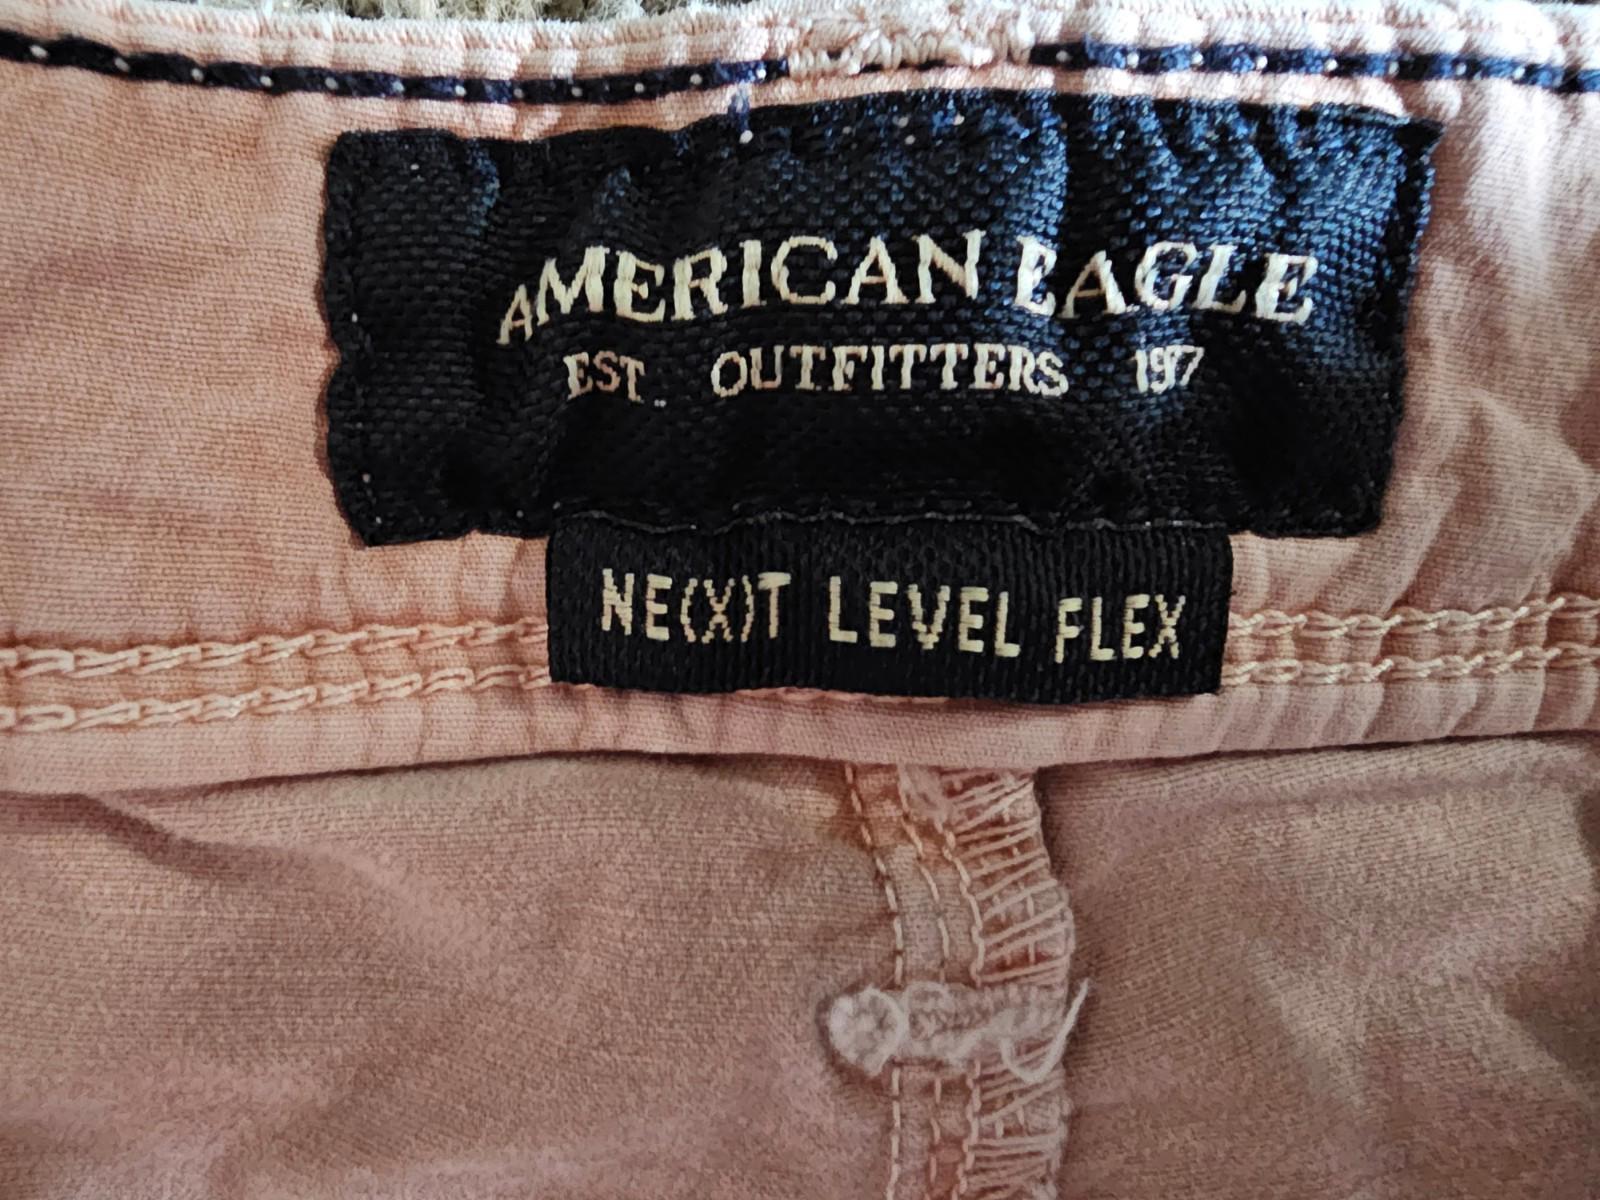 AMERICAN EAGLE
EST. OUTFITTERS 1977
NE(X)T LEVEL FLEX